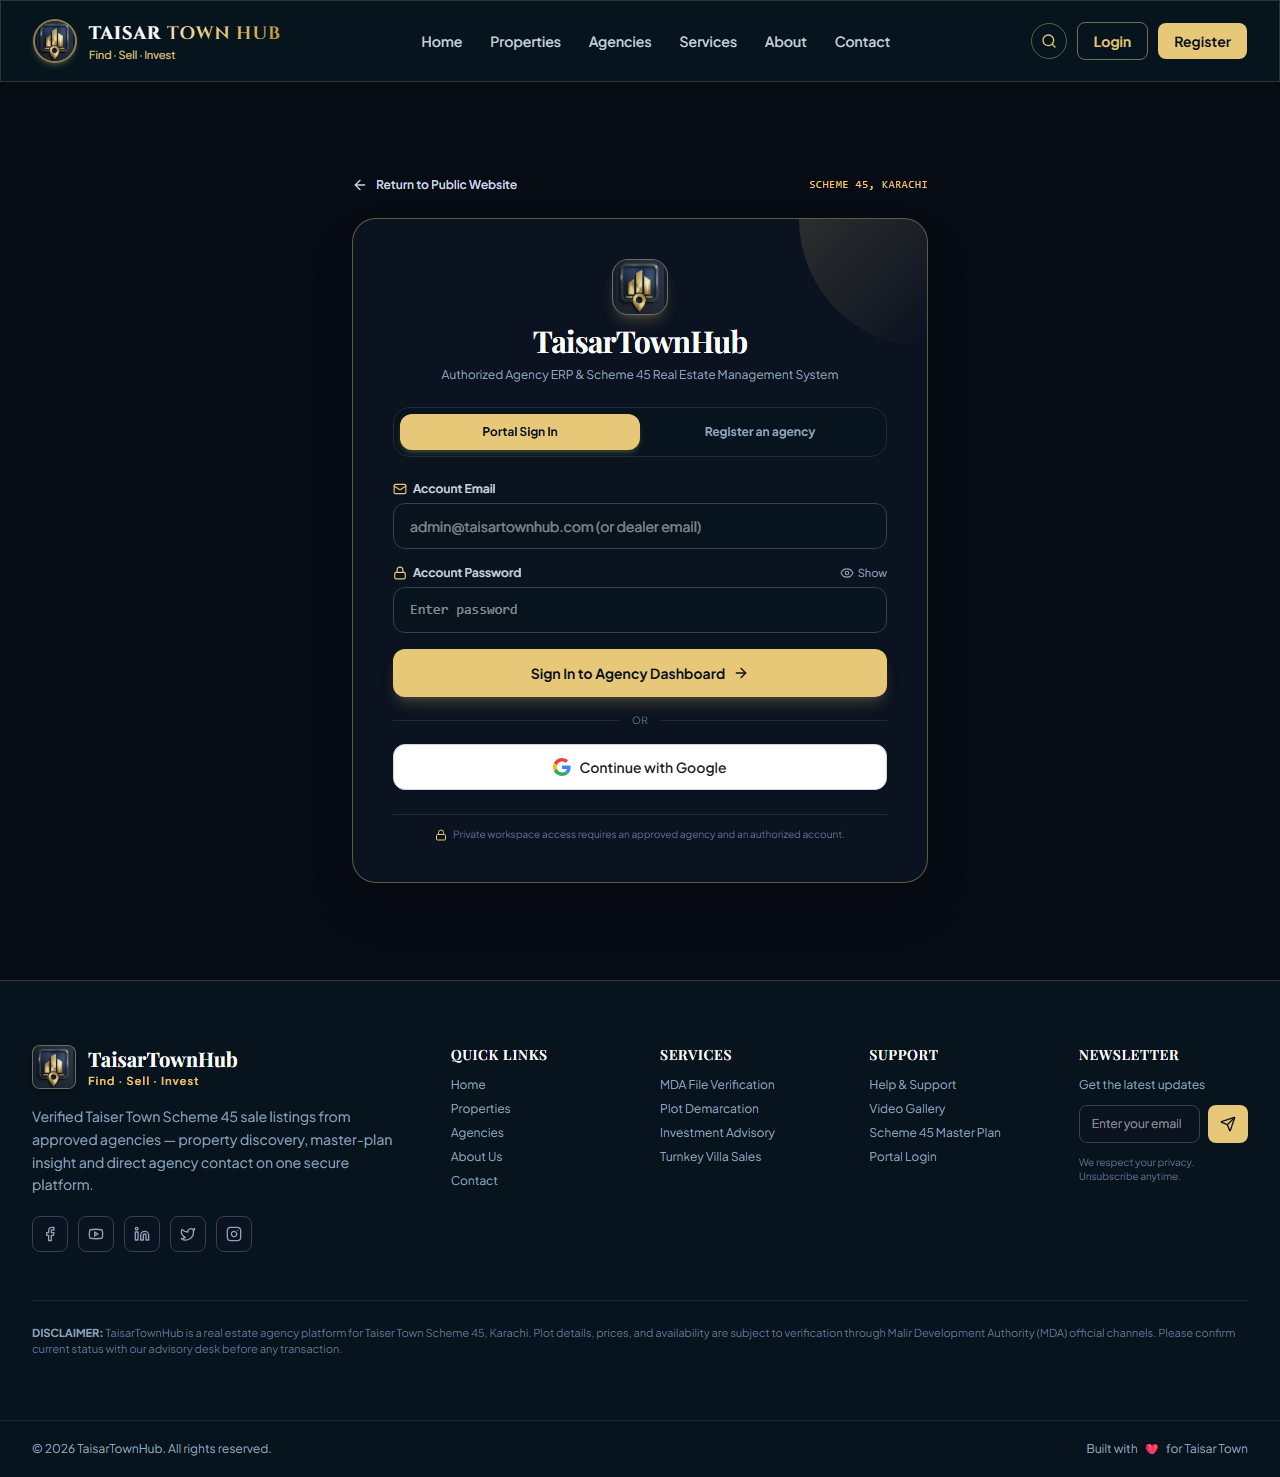 TAISAR TOWN HUB
Find · Sell · Invest
Home
Properties
Agencies
Services
About
Contact
Login
Register
Return to Public Website
SCHEME 45, KARACHI
TaisarTownHub
Authorized Agency ERP & Scheme 45 Real Estate Management System
Portal Sign In
Register an agency
Account Email
admin@taisartownhub.com (or dealer email)
Account Password
Show
Enter password
Sign In to Agency Dashboard
OR
Continue with Google
Private workspace access requires an approved agency and an authorized account.
TaisarTownHub
Find · Sell · Invest
Verified Taiser Town Scheme 45 sale listings from
approved agencies — property discovery, master-plan
insight and direct agency contact on one secure
platform.
QUICK LINKS
Home
Properties
Agencies
About Us
Contact
SERVICES
MDA File Verification
Plot Demarcation
Investment Advisory
Turnkey Villa Sales
SUPPORT
Help & Support
Video Gallery
Scheme 45 Master Plan
Portal Login
NEWSLETTER
Get the latest updates
Enter your email
We respect your privacy.
Unsubscribe anytime.
DISCLAIMER: TaisarTownHub is a real estate agency platform for Taiser Town Scheme 45, Karachi. Plot details, prices, and availability are subject to verification through Malir Development Authority (MDA) official channels. Please confirm
current status with our advisory desk before any transaction.
© 2026 TaisarTownHub. All rights reserved.
Built with ❤️ for Taisar Town